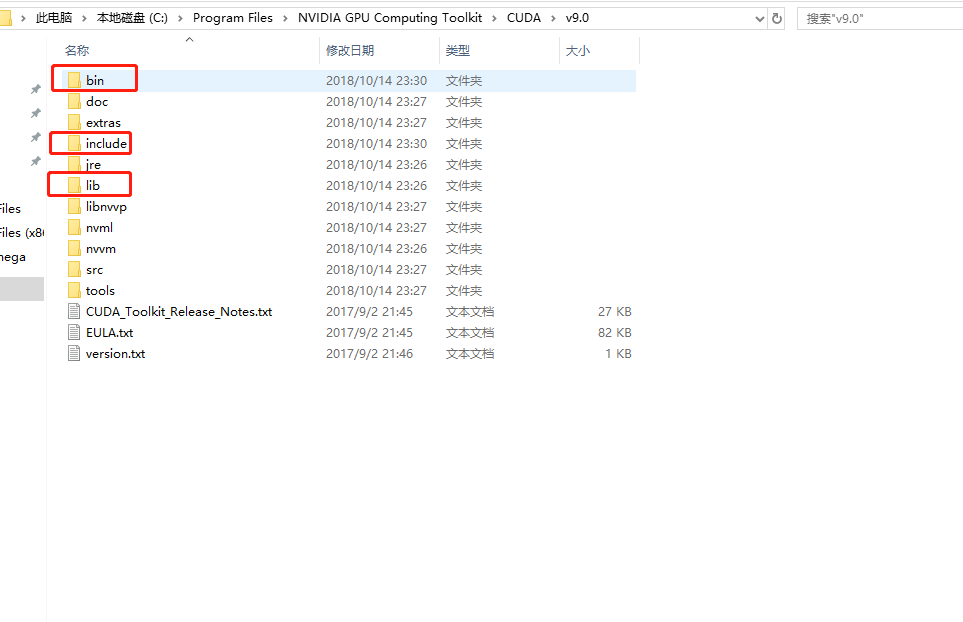 此电脑 > 本地磁盘 (C:) > Program Files > NVIDIA GPU Computing Toolkit > CUDA > v9.0 搜索"v9.0"
名称 修改日期 类型 大小
bin 2018/10/14 23:30 文件夹
doc 2018/10/14 23:27 文件夹
extras 2018/10/14 23:27 文件夹
include 2018/10/14 23:30 文件夹
jre 2018/10/14 23:26 文件夹
lib 2018/10/14 23:26 文件夹
Files libnvvp 2018/10/14 23:27 文件夹
nvml 2018/10/14 23:27 文件夹
Files (x86 nvvm 2018/10/14 23:26 文件夹
mega src 2018/10/14 23:27 文件夹
tools 2018/10/14 23:27 文件夹
CUDA_Toolkit_Release_Notes.txt 2017/9/2 21:45 文本文档 27 KB
EULA.txt 2017/9/2 21:45 文本文档 82 KB
version.txt 2017/9/2 21:46 文本文档 1 KB